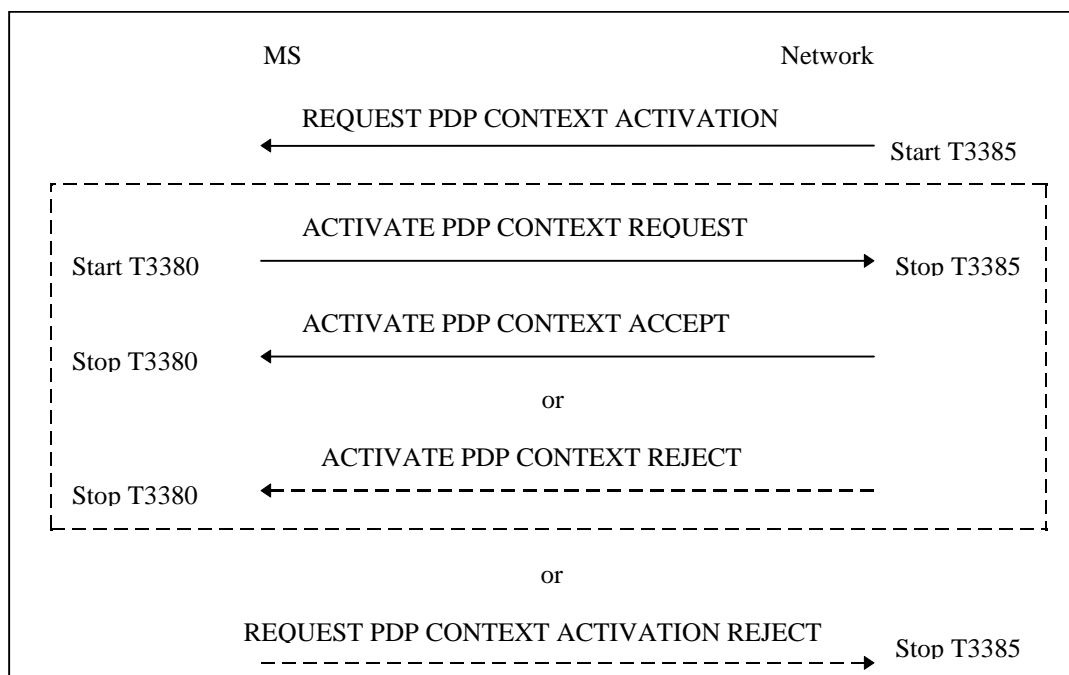 MS Network
REQUEST PDP CONTEXT ACTIVATION
Start T3385
ACTIVATE PDP CONTEXT REQUEST
Start T3380 Stop T3385
ACTIVATE PDP CONTEXT ACCEPT
Stop T3380
or
ACTIVATE PDP CONTEXT REJECT
Stop T3380
or
REQUEST PDP CONTEXT ACTIVATION REJECT
Stop T3385